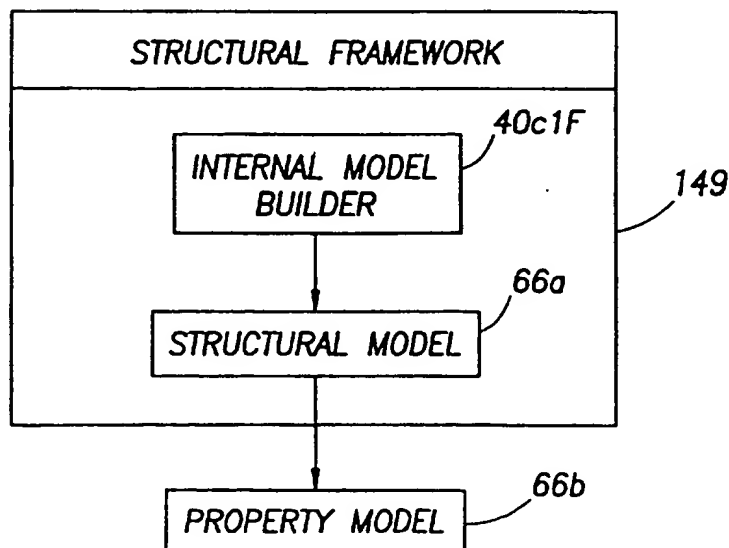 STRUCTURAL FRAMEWORK
40c1F
INTERNAL MODEL
BUILDER
149
66a
STRUCTURAL MODEL
66b
PROPERTY MODEL